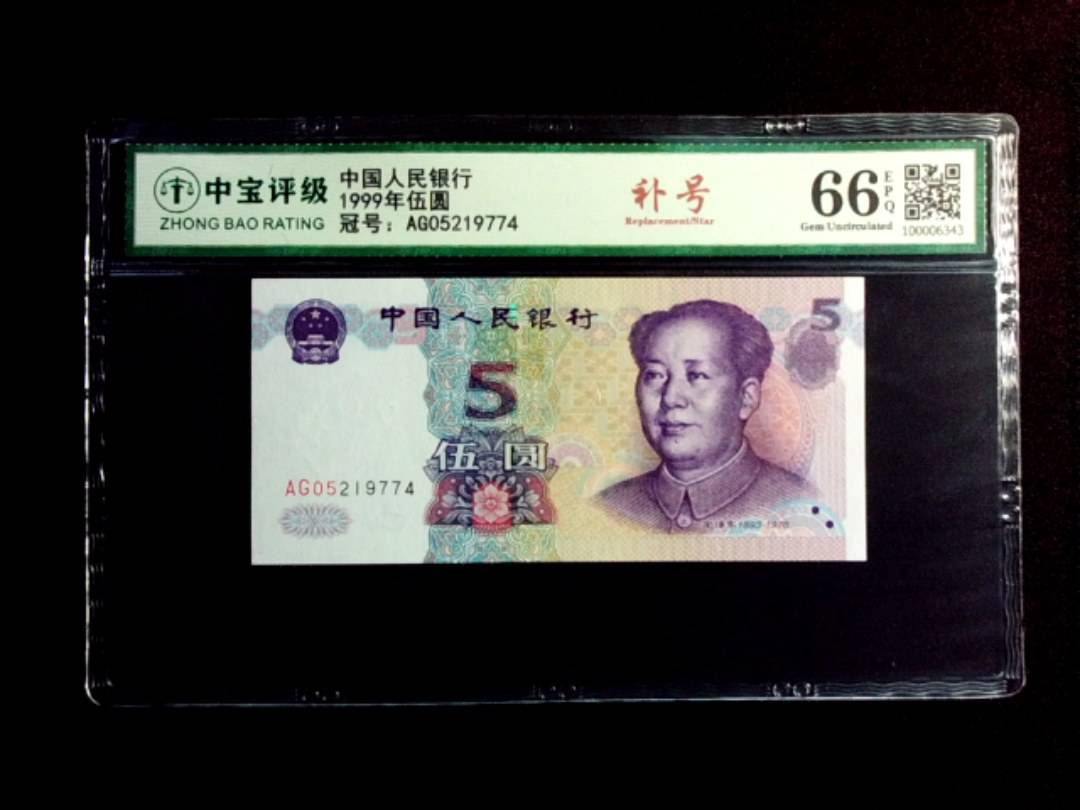 中宝评级
ZHONG BAO RATING
中国人民银行
1999年伍圆
冠号：AG05219774
补号
Replacement/Star
66
EPQ
Gem Uncirculated
100006343
中国人民银行
5
5
伍圆
AG05219774
1893-1976